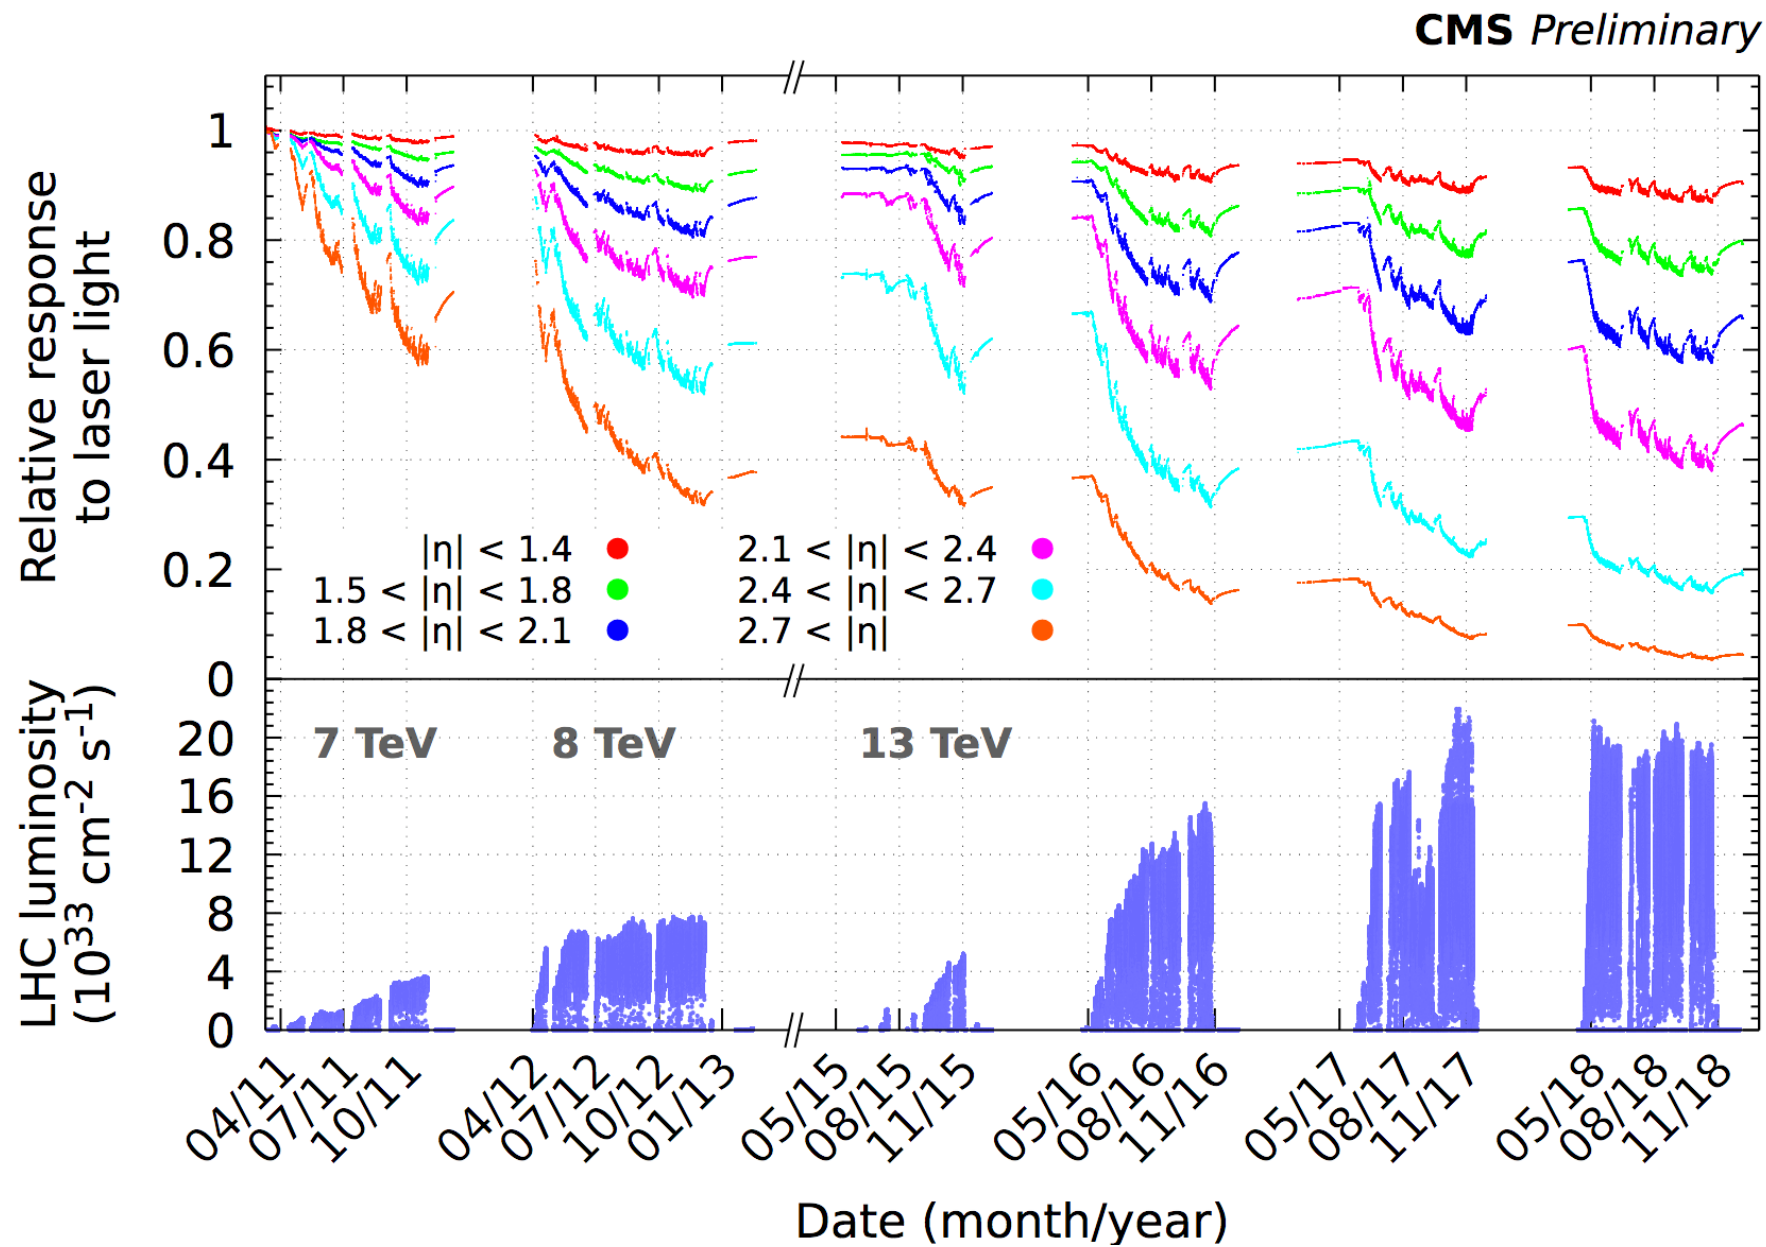 CMS Preliminary
Relative response
to laser light
1
0.8
0.6
0.4
0.2
0
|η| < 1.4
1.5 < |η| < 1.8
1.8 < |η| < 2.1
2.1 < |η| < 2.4
2.4 < |η| < 2.7
2.7 < |η|
LHC luminosity
(10³³ cm⁻² s⁻¹)
20
16
12
8
4
0
7 TeV
8 TeV
13 TeV
04/11
07/11
10/11
04/12
07/12
10/12
01/13
05/15
08/15
11/15
05/16
08/16
11/16
05/17
08/17
11/17
05/18
08/18
11/18
Date (month/year)